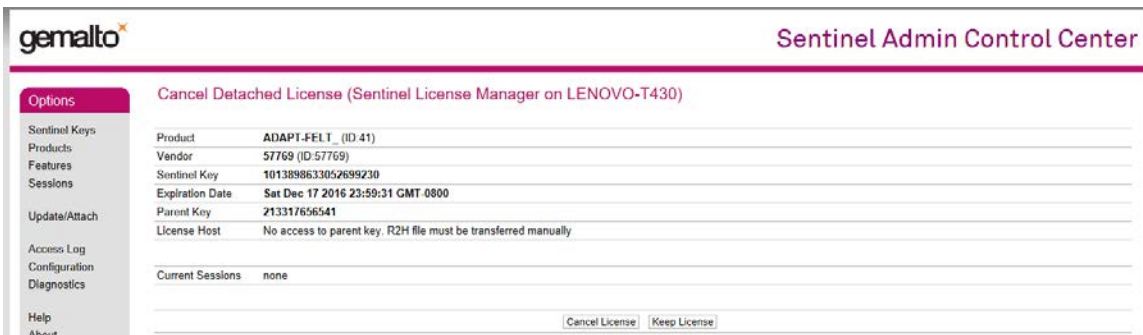 gemalto
Sentinel Admin Control Center
Options
Sentinel Keys
Products
Features
Sessions
Update/Attach
Access Log
Configuration
Diagnostics
Help
About
Cancel Detached License (Sentinel License Manager on LENOVO-T430)
Product ADAPT-FELT_ (ID:41)
Vendor 57769 (ID:57769)
Sentinel Key 1013898633052699230
Expiration Date Sat Dec 17 2016 23:59:31 GMT-0800
Parent Key 213317656541
License Host No access to parent key. R2H file must be transferred manually
Current Sessions none
Cancel License Keep License